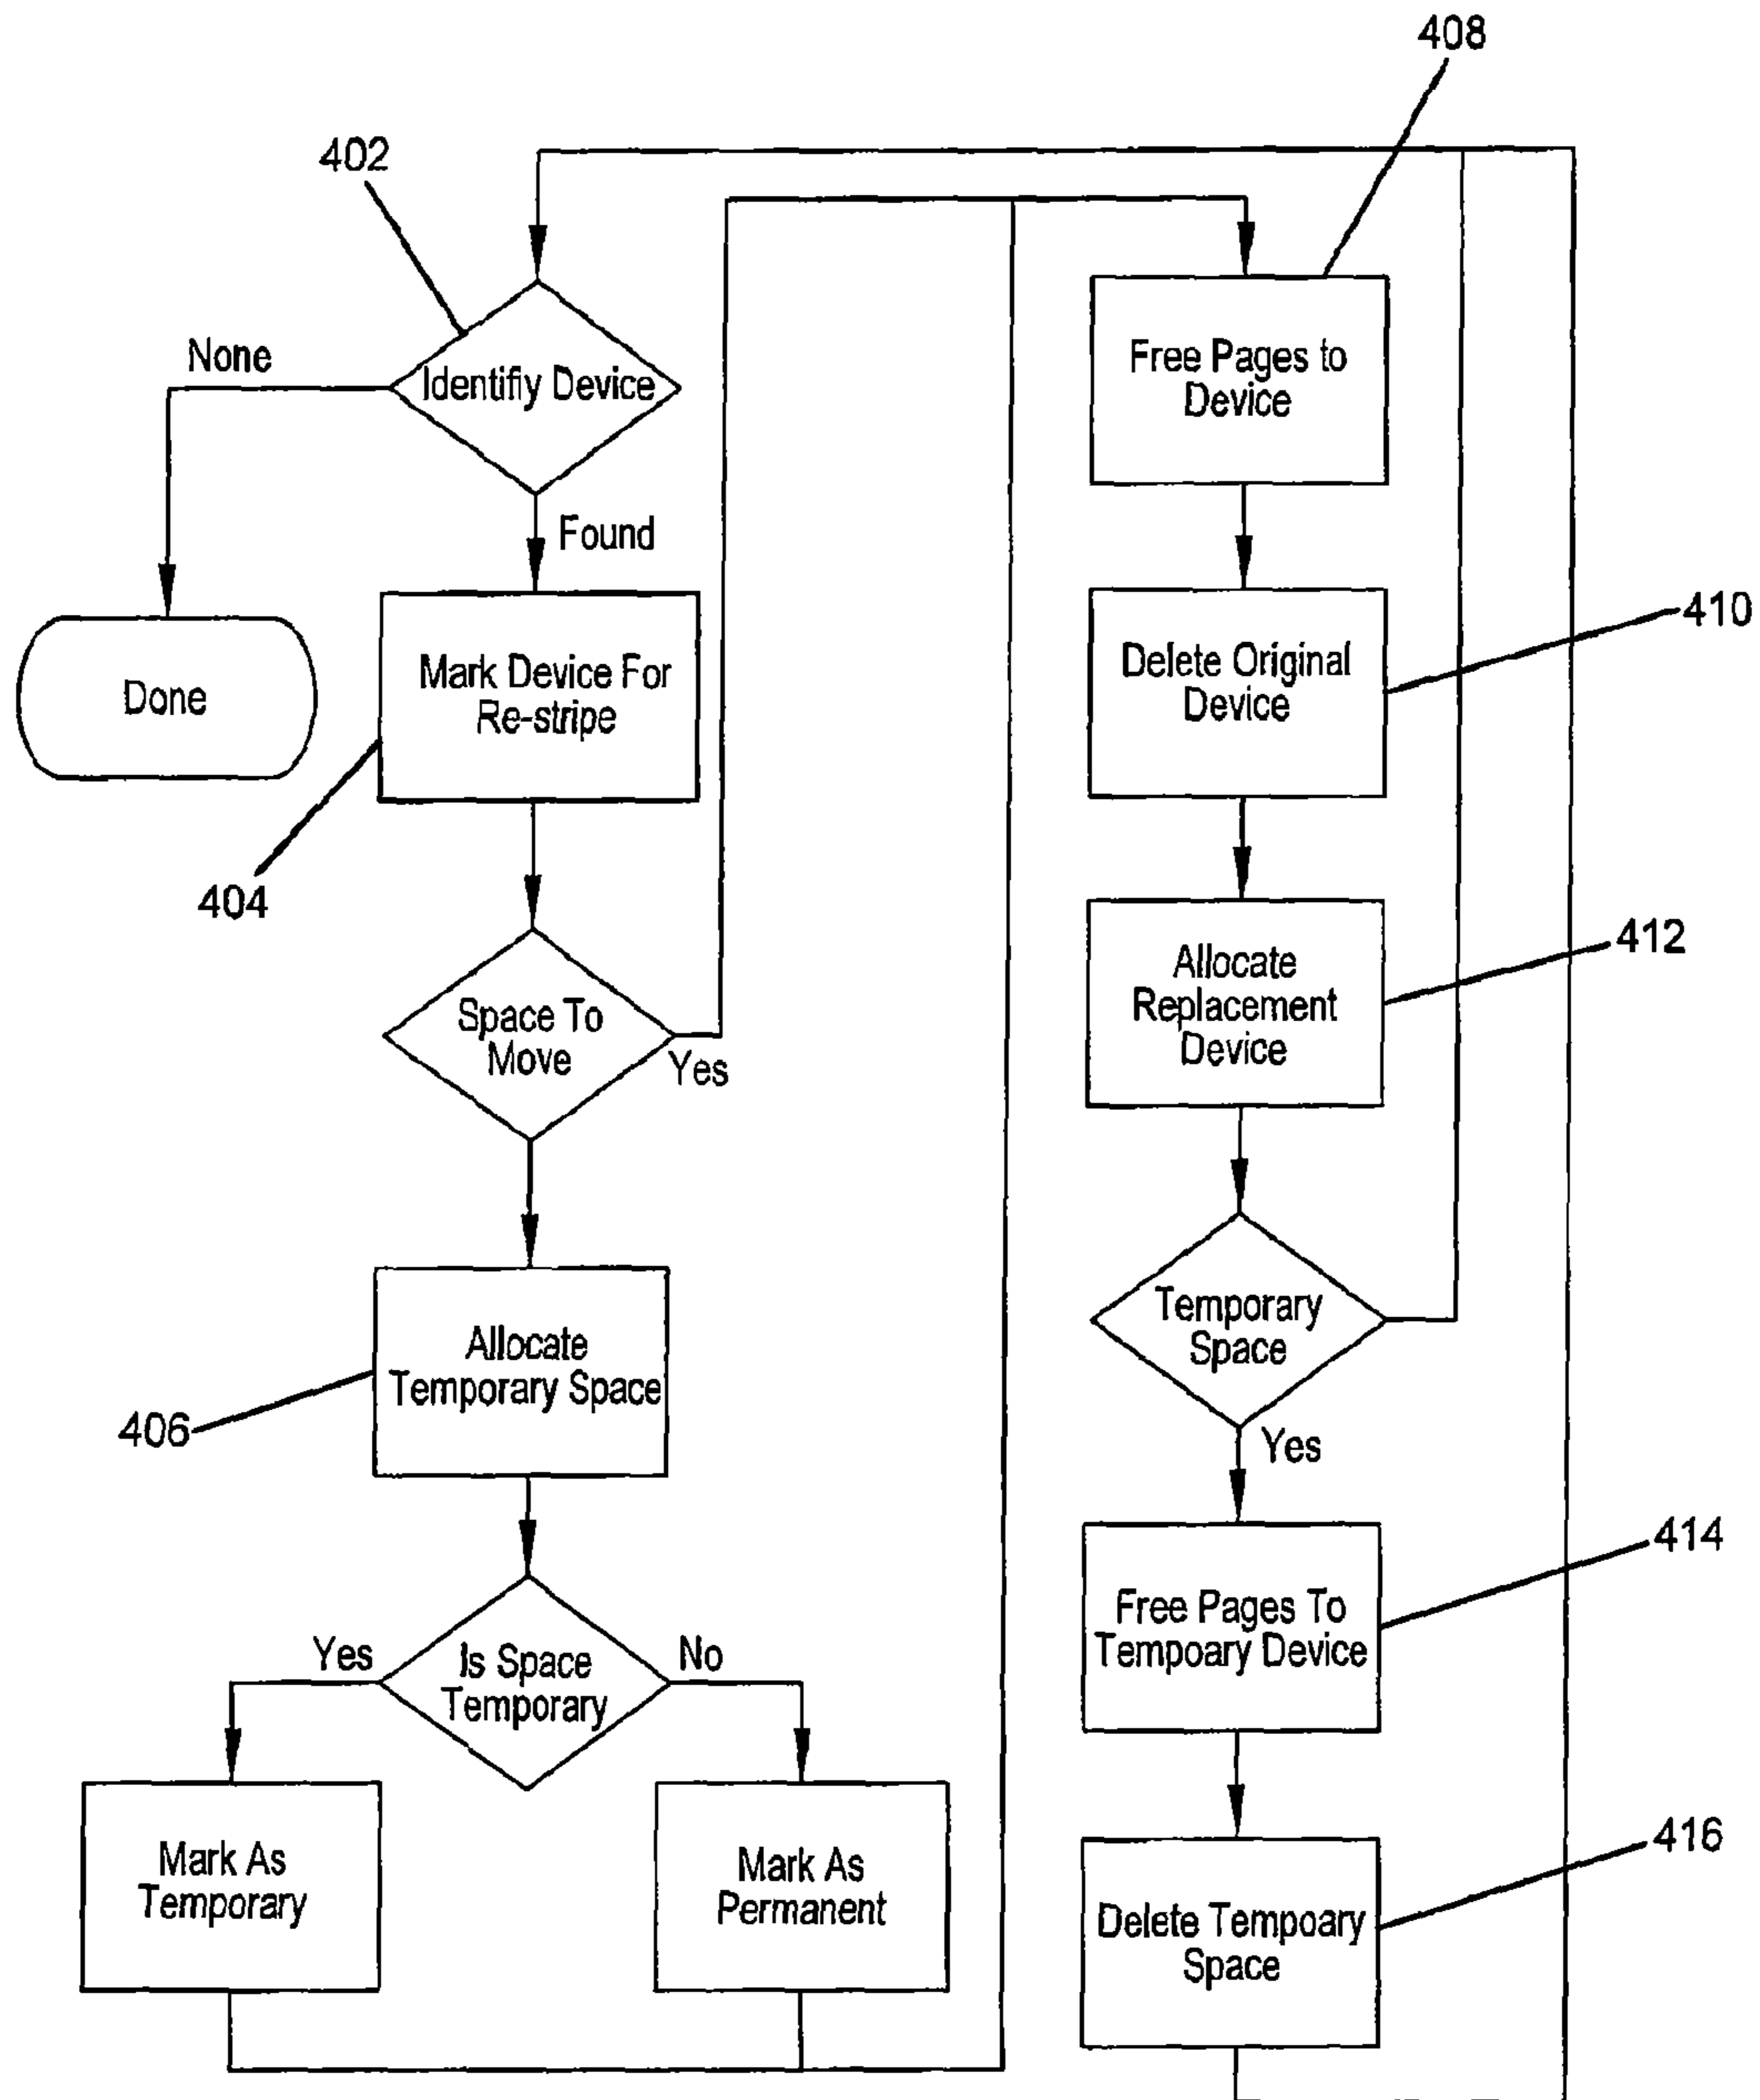 408
402
None
Identifiy Device
Free Pages to
Device
Found
410
Done
Mark Device For
Re-stripe
Delete Original
Device
404
412
Space To
Move
Yes
Allocate
Replacement
Device
Allocate
Temporary Space
406
Temporary
Space
Yes
414
Yes
Is Space
Temporary
No
Free Pages To
Tempoary Device
416
Mark As
Temporary
Mark As
Permanent
Delete Tempoary
Space